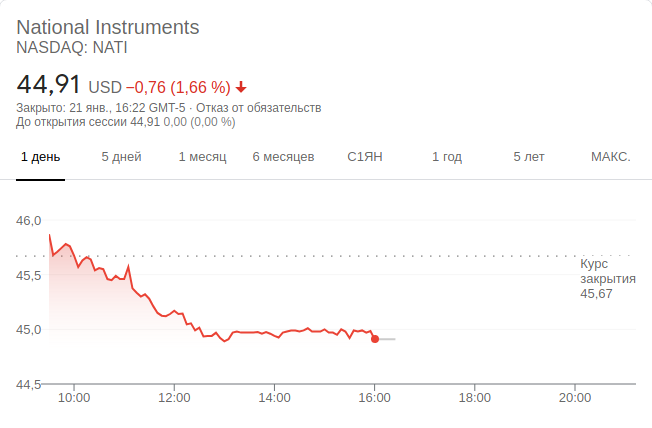 National Instruments
NASDAQ: NATI
44,91 USD −0,76 (1,66 %)
Закрыто: 21 янв., 16:22 GMT-5 · Отказ от обязательств
До открытия сессии 44,91 0,00 (0,00 %)
1 день 5 дней 1 месяц 6 месяцев С1ЯН 1 год 5 лет МАКС.
46,0
Курс
закрытия
45,5
45,67
45,0
44,5
10:00 12:00 14:00 16:00 18:00 20:00